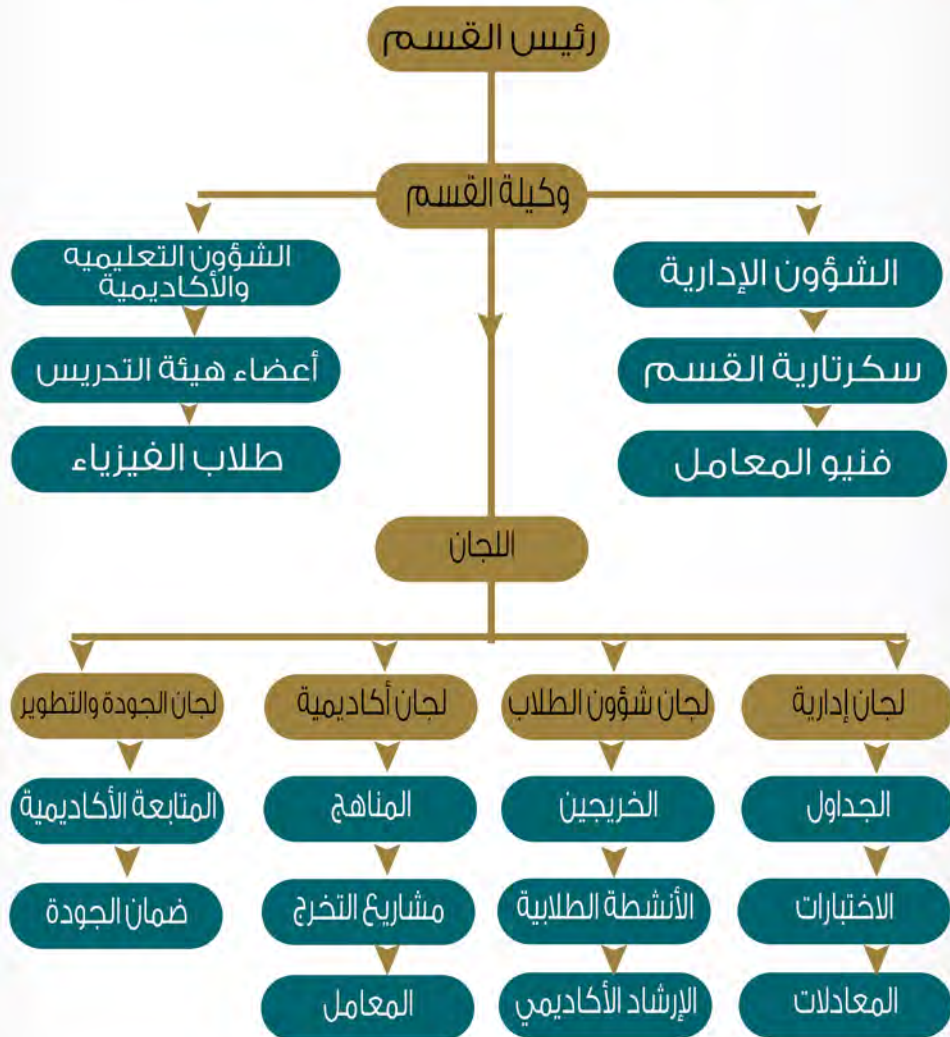 رئيس القسم
وكيلة القسم
الشؤون الإدارية
سكرتارية القسم
فنيو المعامل
الشؤون التعليميه
والأكاديمية
أعضاء هيئة التدريس
طلاب الفيزياء
اللجان
لجان إدارية
الجداول
الاختبارات
المعادلات
لجان شؤون الطلاب
الخريجين
الأنشطة الطلابية
الإرشاد الأكاديمي
لجان أكاديمية
المناهج
مشاريع التخرج
المعامل
لجان الجودة والتطوير
المتابعة الأكاديمية
ضمان الجودة